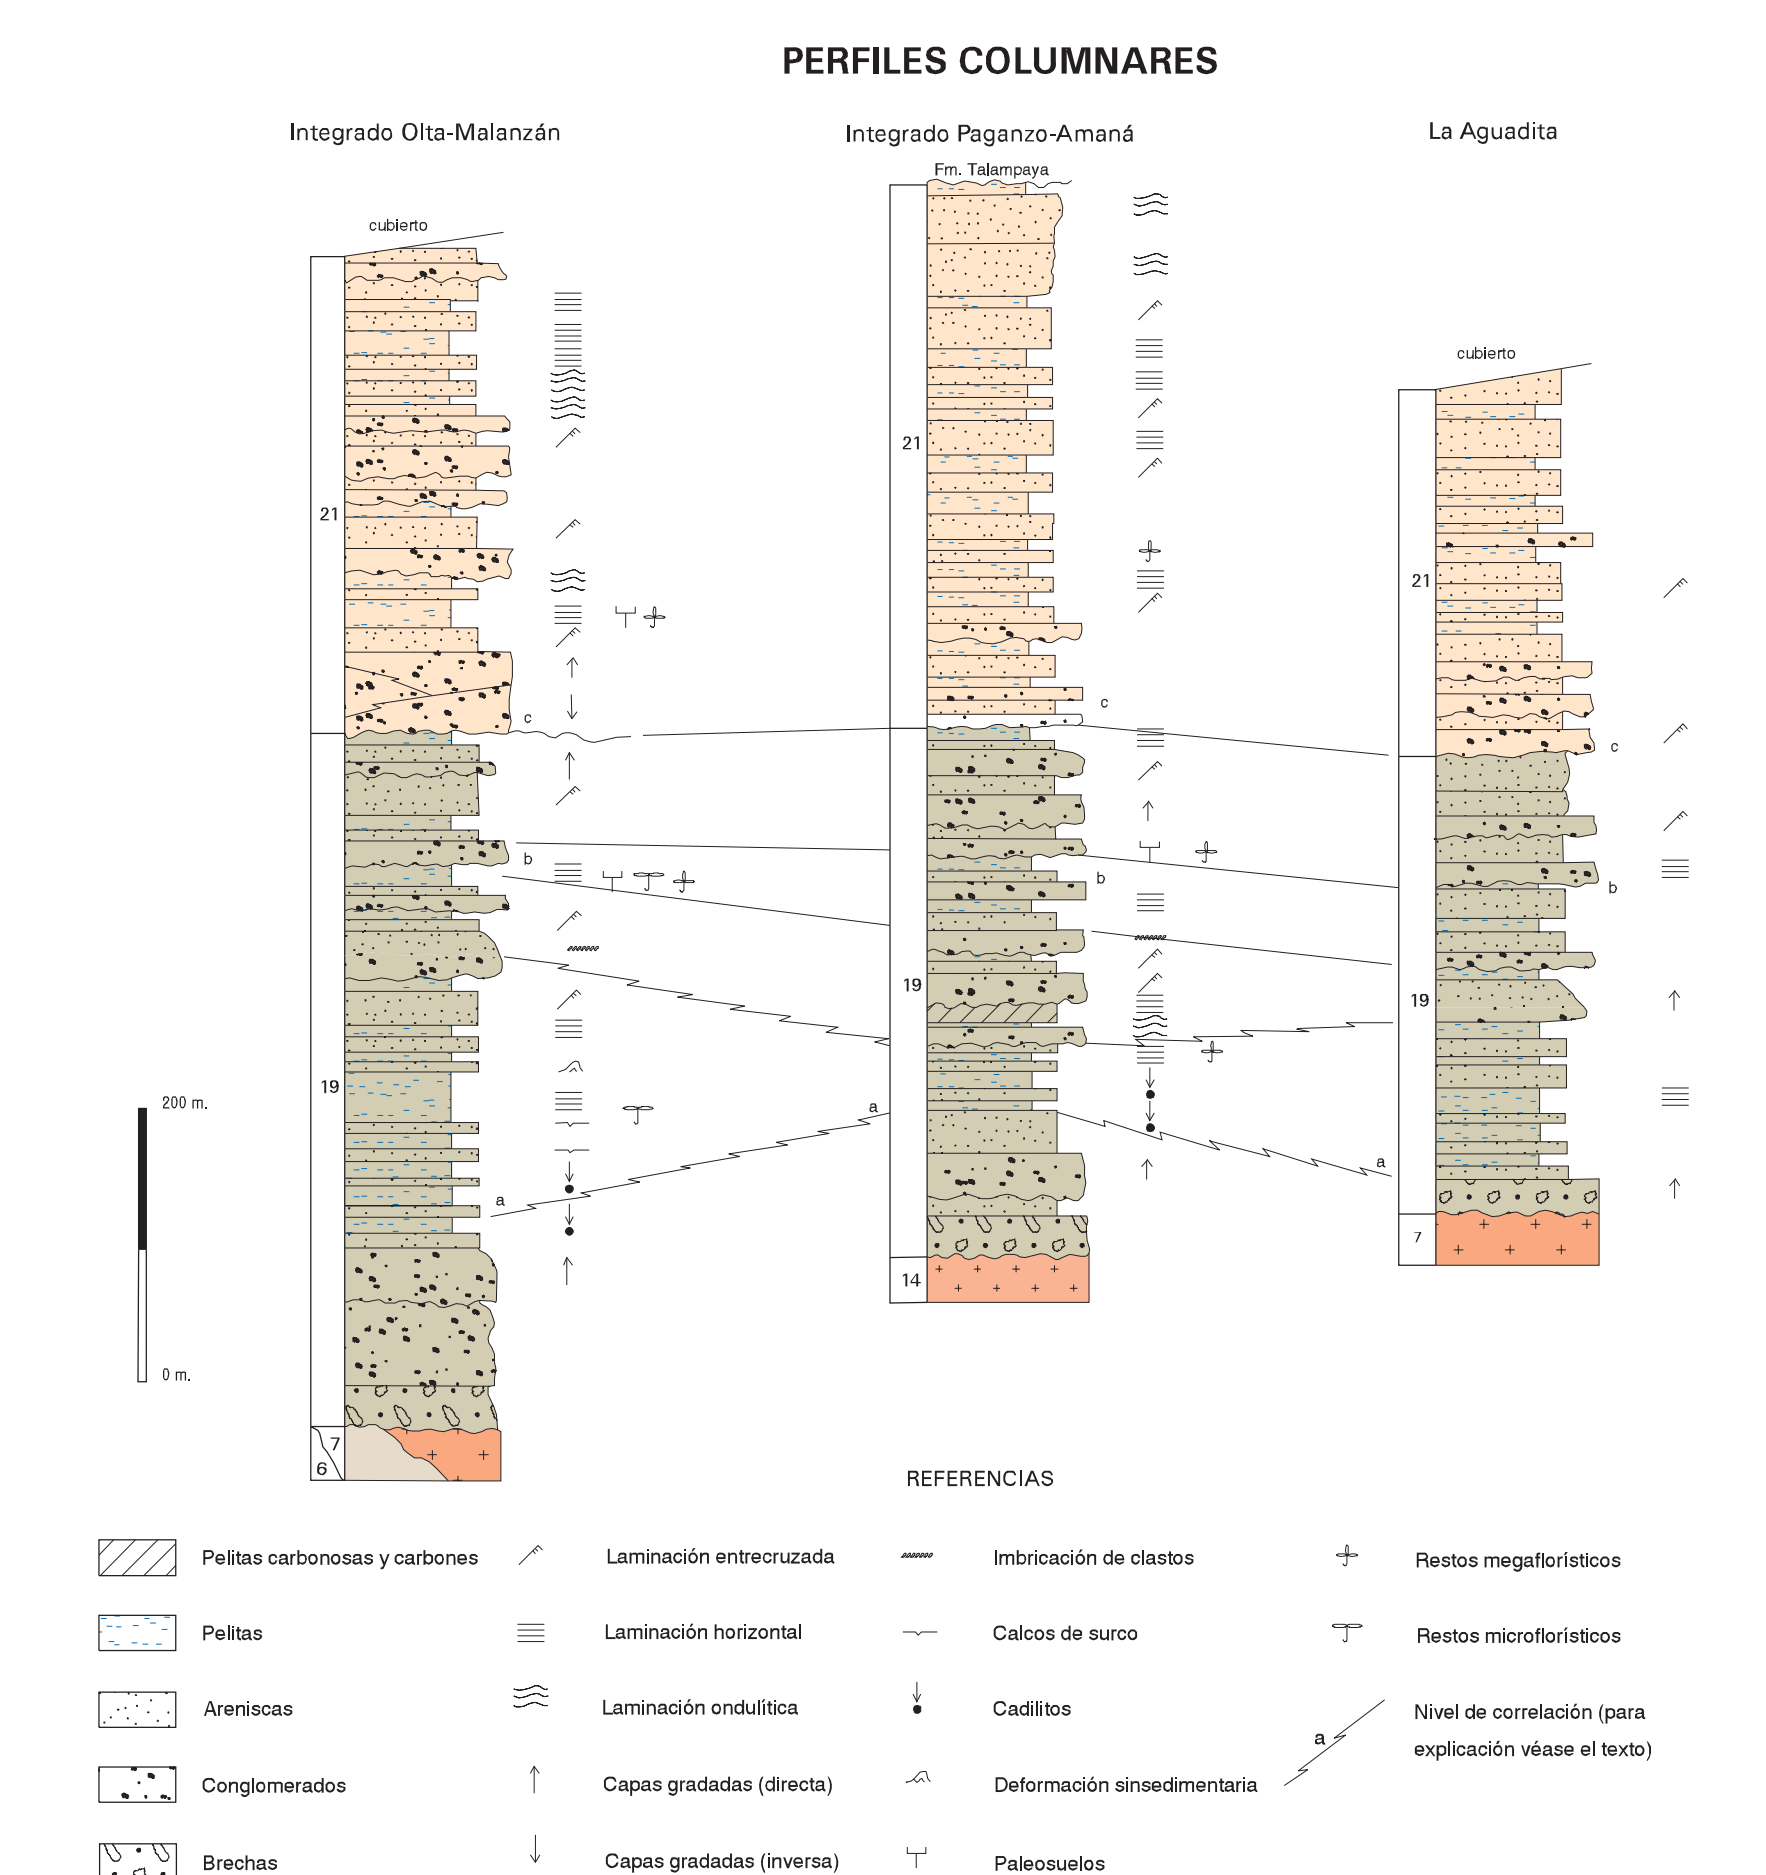 PERFILES COLUMNARES
Integrado Olta-Malanzán
Integrado Paganzo-Amaná
La Aguadita
Fm. Talampaya
cubierto
cubierto
21
21
21
c
c
c
b
b
b
19
19
19
a
a
a
200 m.
0 m.
7
6
14
7
REFERENCIAS
Pelitas carbonosas y carbones
Laminación entrecruzada
Imbricación de clastos
Restos megaflorísticos
Pelitas
Laminación horizontal
Calcos de surco
Restos microflorísticos
Areniscas
Laminación ondulítica
Cadilitos
a
Nivel de correlación (para
explicación véase el texto)
Conglomerados
Capas gradadas (directa)
Deformación sinsedimentaria
Brechas
Capas gradadas (inversa)
Paleosuelos